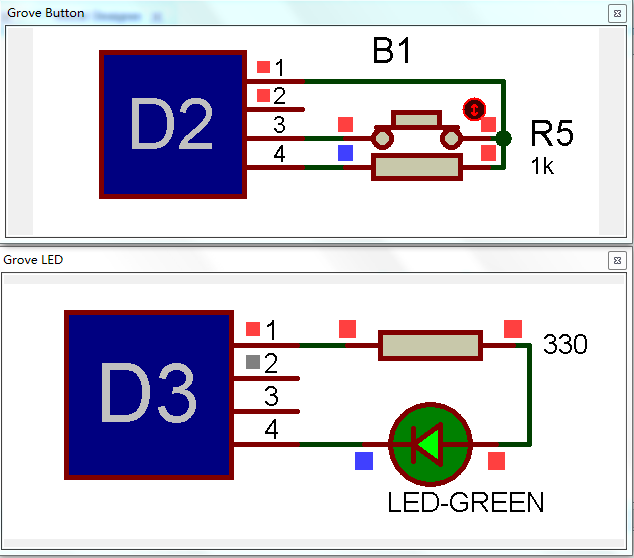 Grove Button
B1
D2
1
2
3
4
R5
1k
Grove LED
D3
1
2
3
4
330
LED-GREEN